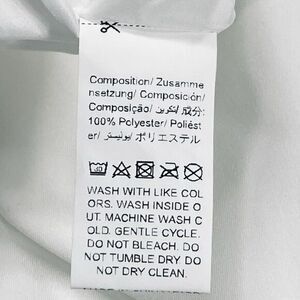 Composition/ Zusamme
nsetzung/ Composición/
Composição/ تكوين/ 成分:
100% Polyester/ Poliést
er/ بوليستر/ ポリエステル
WASH WITH LIKE COL
ORS. WASH INSIDE O
UT. MACHINE WASH C
OLD. GENTLE CYCLE.
DO NOT BLEACH. DO
NOT TUMBLE DRY DO
NOT DRY CLEAN.